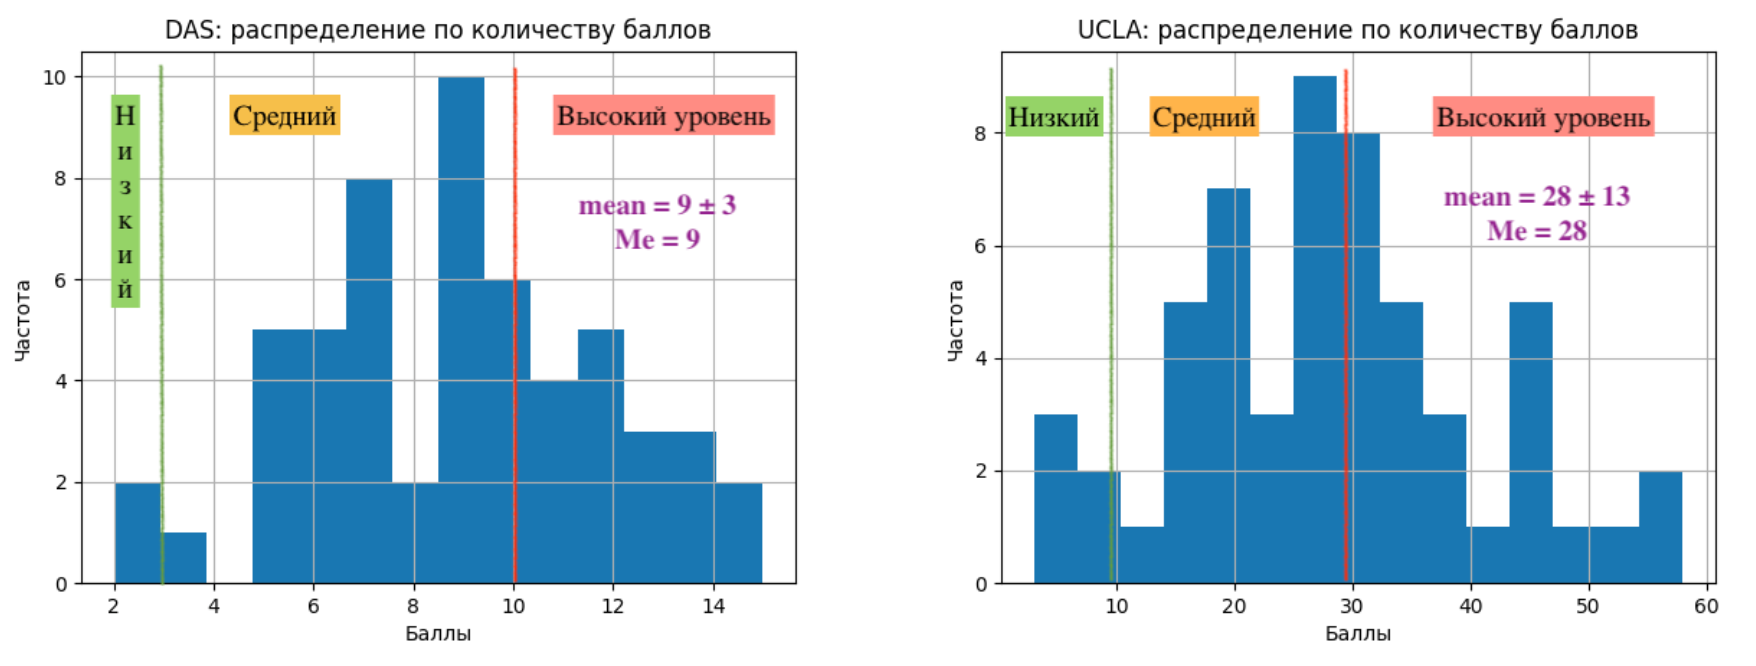 DAS: распределение по количеству баллов
Частота
10
8
6
4
2
0
Н
и
з
к
и
й
Средний
Высокий уровень
mean = 9 ± 3
Me = 9
2 4 6 8 10 12 14
Баллы
UCLA: распределение по количеству баллов
Частота
8
6
4
2
0
Низкий
Средний
Высокий уровень
mean = 28 ± 13
Me = 28
10 20 30 40 50 60
Баллы